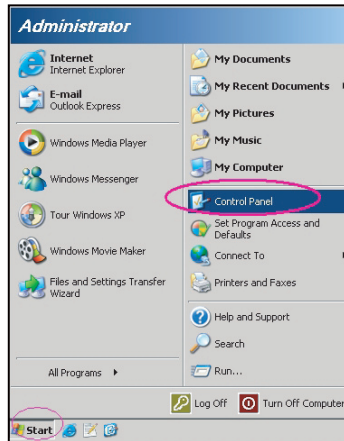 Administrator
Internet
Internet Explorer
E-mail
Outlook Express
Windows Media Player
Windows Messenger
Tour Windows XP
Windows Movie Maker
Files and Settings Transfer
Wizard
All Programs
My Documents
My Recent Documents
My Pictures
My Music
My Computer
Control Panel
Set Program Access and
Defaults
Connect To
Printers and Faxes
Help and Support
Search
Run...
Log Off
Turn Off Computer
Start